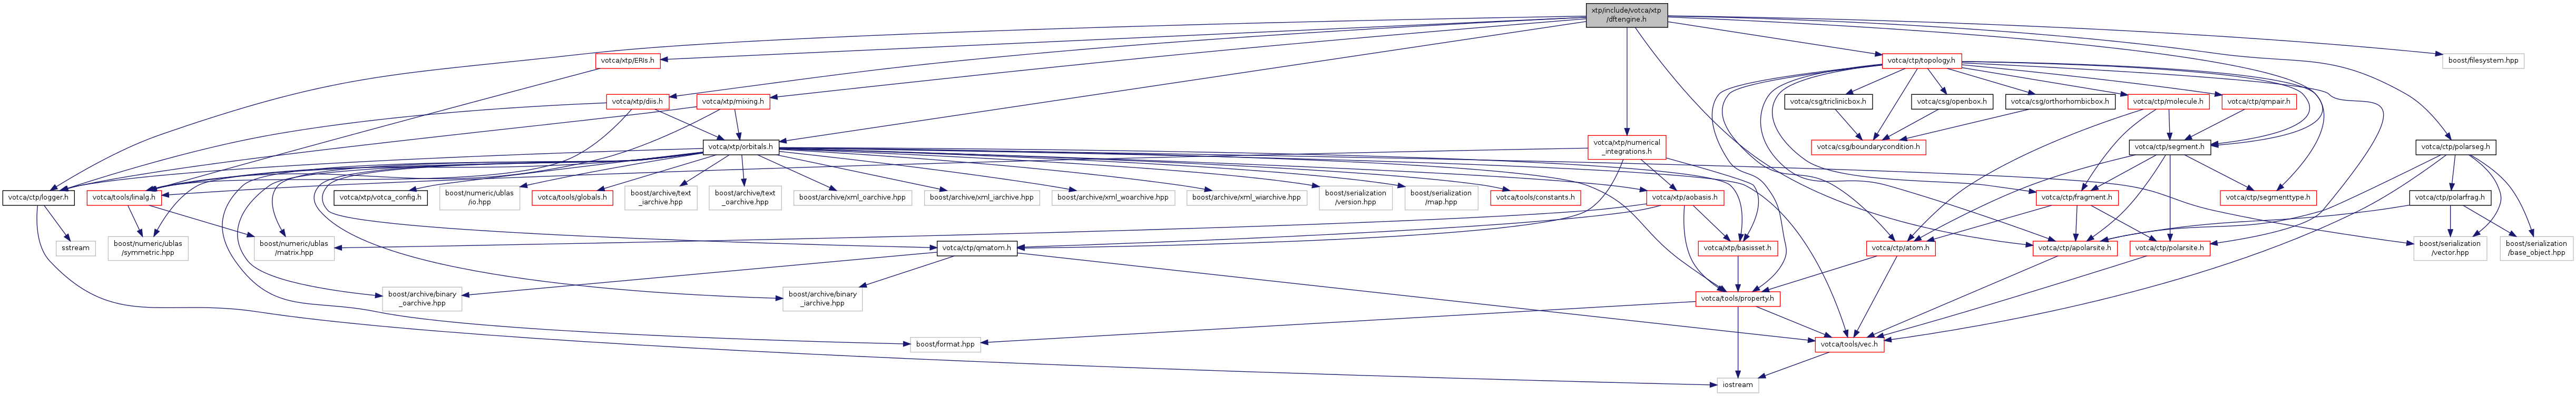 xtp/include/votca/xtp
/dftengine.h
votca/xtp/ERIs.h
votca/ctp/topology.h
boost/filesystem.hpp
votca/xtp/diis.h
votca/xtp/mixing.h
votca/csg/triclinicbox.h
votca/csg/openbox.h
votca/csg/orthorhombicbox.h
votca/ctp/molecule.h
votca/ctp/qmpair.h
votca/xtp/orbitals.h
votca/xtp/numerical
_integrations.h
votca/csg/boundarycondition.h
votca/ctp/segment.h
votca/ctp/polarseg.h
votca/ctp/logger.h
votca/tools/linalg.h
votca/xtp/votca_config.h
boost/numeric/ublas
/io.hpp
votca/tools/globals.h
boost/archive/text
_iarchive.hpp
boost/archive/text
_oarchive.hpp
boost/archive/xml_oarchive.hpp
boost/archive/xml_iarchive.hpp
boost/archive/xml_woarchive.hpp
boost/archive/xml_wiarchive.hpp
boost/serialization
/version.hpp
boost/serialization
/map.hpp
votca/tools/constants.h
votca/xtp/aobasis.h
votca/ctp/fragment.h
votca/ctp/segmenttype.h
votca/ctp/polarfrag.h
sstream
boost/numeric/ublas
/symmetric.hpp
boost/numeric/ublas
/matrix.hpp
votca/ctp/qmatom.h
votca/xtp/basisset.h
votca/ctp/atom.h
votca/ctp/apolarsite.h
votca/ctp/polarsite.h
boost/serialization
/vector.hpp
boost/serialization
/base_object.hpp
boost/archive/binary
_oarchive.hpp
boost/archive/binary
_iarchive.hpp
votca/tools/property.h
boost/format.hpp
votca/tools/vec.h
iostream